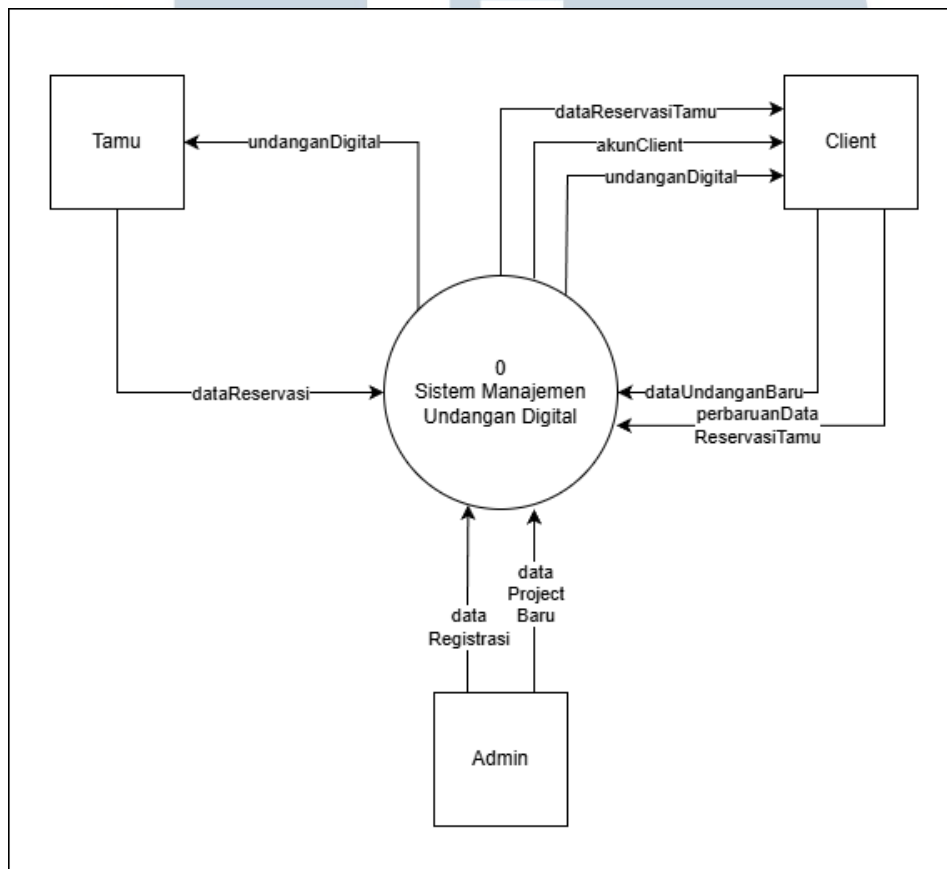 Tamu
undanganDigital
dataReservasiTamu
akunClient
undanganDigital
Client
0
Sistem Manajemen
Undangan Digital
dataReservasi
dataUndanganBaru
perbaruanData
ReservasiTamu
data
Registrasi
data
Project
Baru
Admin